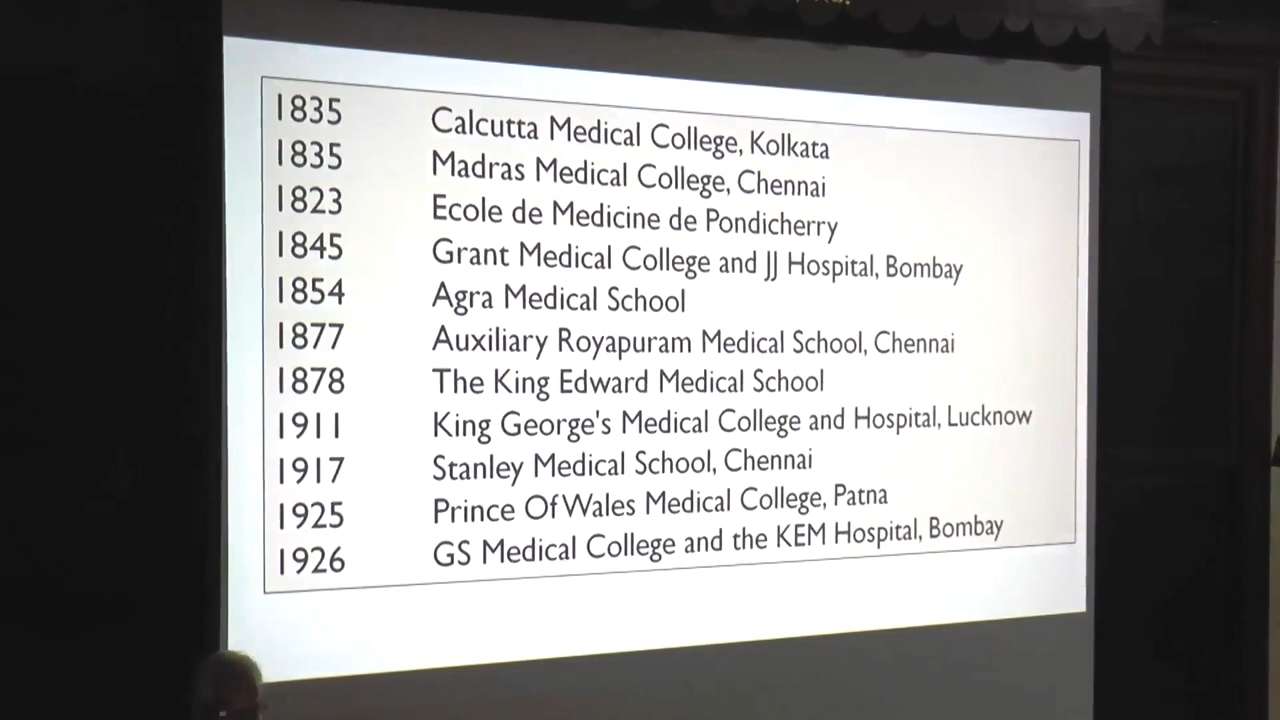 1835 Calcutta Medical College, Kolkata
1835 Madras Medical College, Chennai
1823 Ecole de Medicine de Pondicherry
1845 Grant Medical College and JJ Hospital, Bombay
1854 Agra Medical School
1877 Auxiliary Royapuram Medical School, Chennai
1878 The King Edward Medical School
1911 King George's Medical College and Hospital, Lucknow
1917 Stanley Medical School, Chennai
1925 Prince Of Wales Medical College, Patna
1926 GS Medical College and the KEM Hospital, Bombay